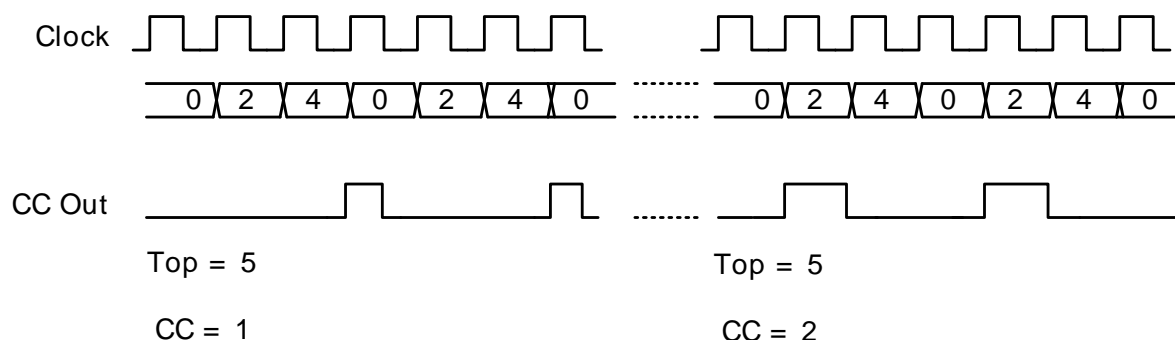 Clock
0 2 4 0 2 4 0 0 2 4 0 2 4 0
CC Out
Top = 5 Top = 5
CC = 1 CC = 2